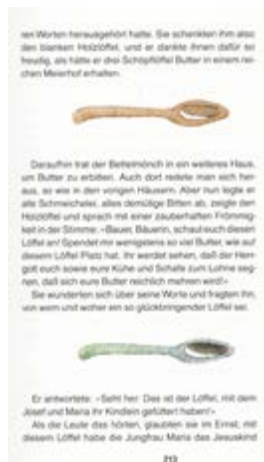 ren Worten herausgehört hatte. Sie schenkten ihm also
den blanken Holzlöffel, und er dankte ihnen dafür so
freudig, als hätte er drei Schöpflöffel Butter in einem rei-
chen Meierhof erhalten.
Daraufhin trat der Bettelmönch in ein weiteres Haus,
um Butter zu erbitten. Auch dort redete man sich her-
aus, so wie in den vorigen Häusern. Aber nun legte er
alle Schmeichelei, alles demütige Bitten ab, zeigte den
Holzlöffel und sprach mit einer zauberhaften Frömmig-
keit in der Stimme: »Bauer, Bäuerin, schaut euch diesen
Löffel an! Spendet mir wenigstens so viel Butter, wie auf
diesem Löffel Platz hat. Ihr werdet sehen, daß der Herr-
gott euch sowie eure Kühe und Schafe zum Lohne seg-
nen, daß sich eure Butter reichlich mehren wird!«
Sie wunderten sich über seine Worte und fragten ihn,
von wem und woher ein so glückbringender Löffel sei.
Er antwortete: »Seht her: Das ist der Löffel, mit dem
Josef und Maria ihr Kindlein gefüttert haben!«
Als die Leute das hörten, glaubten sie im Ernst, mit
diesem Löffel habe die Jungfrau Maria das Jesuskind
213